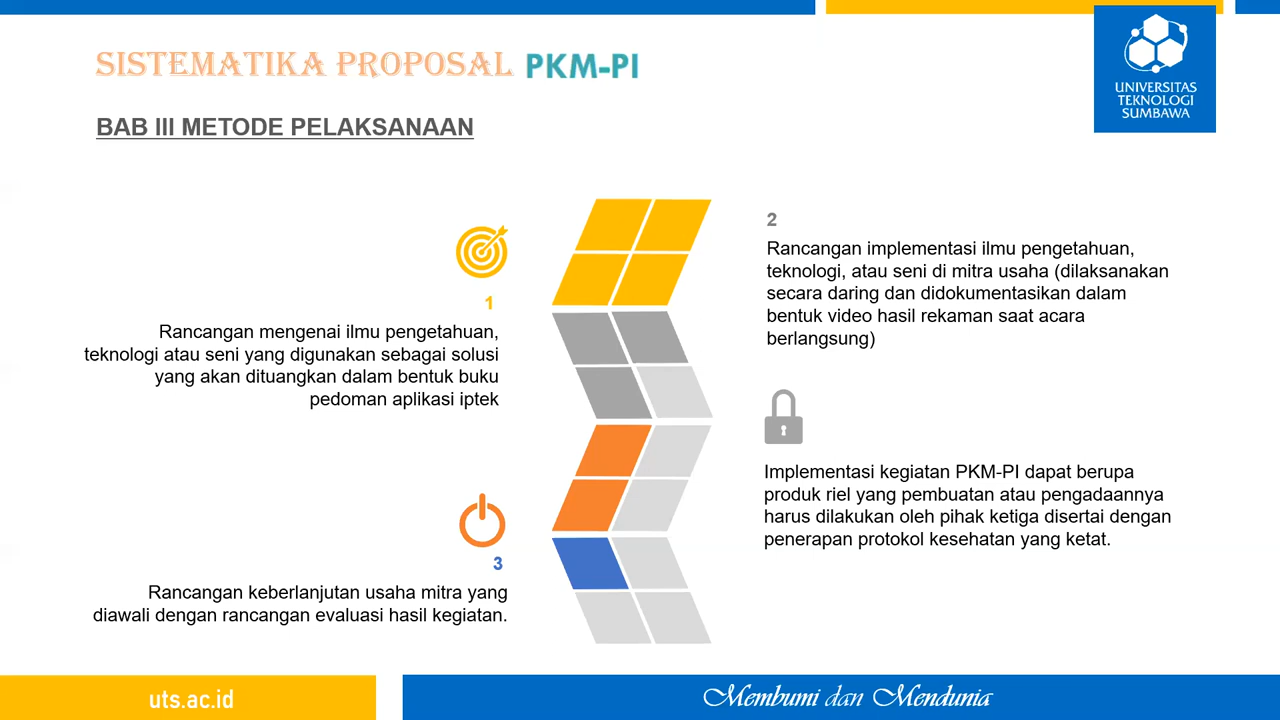 SISTEMATIKA PROPOSAL PKM-PI
UNIVERSITAS
TEKNOLOGI
SUMBAWA
BAB III METODE PELAKSANAAN
1
Rancangan mengenai ilmu pengetahuan,
teknologi atau seni yang digunakan sebagai solusi
yang akan dituangkan dalam bentuk buku
pedoman aplikasi iptek
2
Rancangan implementasi ilmu pengetahuan,
teknologi, atau seni di mitra usaha (dilaksanakan
secara daring dan didokumentasikan dalam
bentuk video hasil rekaman saat acara
berlangsung)
3
Rancangan keberlanjutan usaha mitra yang
diawali dengan rancangan evaluasi hasil kegiatan.
Implementasi kegiatan PKM-PI dapat berupa
produk riel yang pembuatan atau pengadaannya
harus dilakukan oleh pihak ketiga disertai dengan
penerapan protokol kesehatan yang ketat.
uts.ac.id
Membumi dan Mendunia